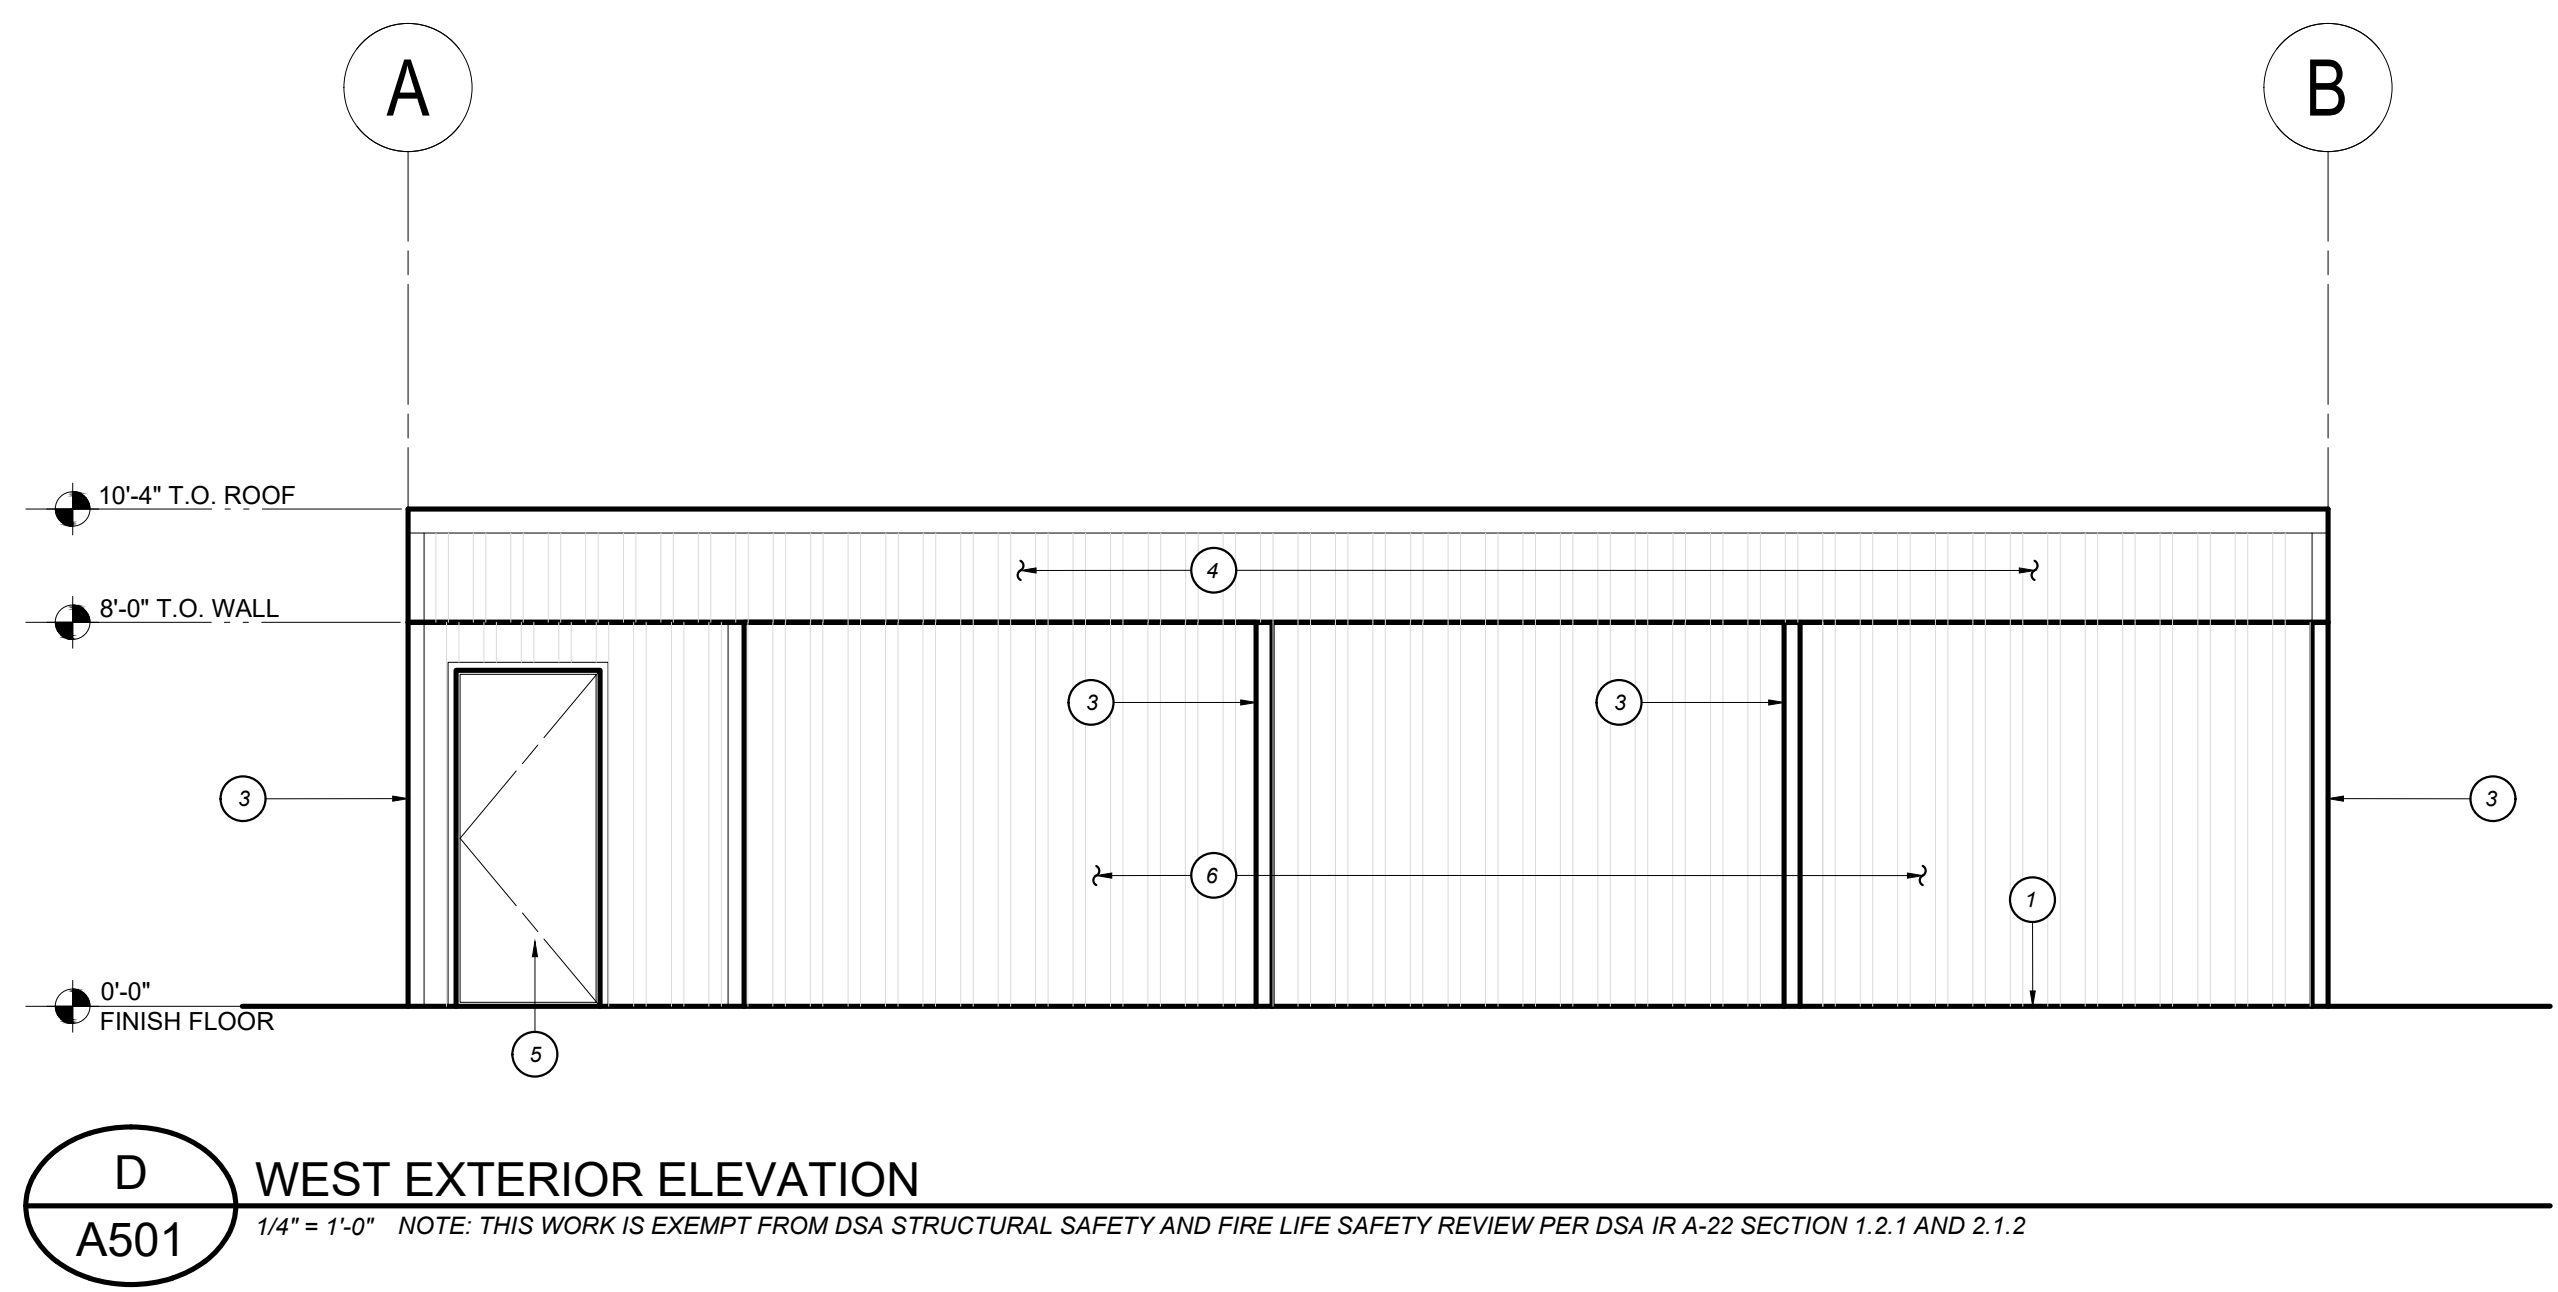 A
B
10'-4" T.O. ROOF
4
8'-0" T.O. WALL
3
3
3
3
6
1
0'-0"
FINISH FLOOR
5
D
WEST EXTERIOR ELEVATION
A501
1/4" = 1'-0" NOTE: THIS WORK IS EXEMPT FROM DSA STRUCTURAL SAFETY AND FIRE LIFE SAFETY REVIEW PER DSA IR A-22 SECTION 1.2.1 AND 2.1.2